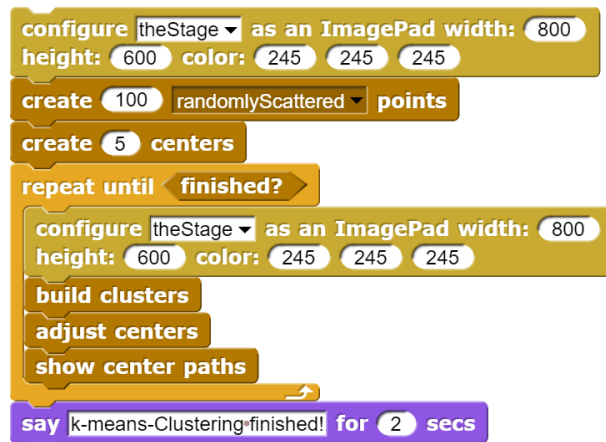 configure theStage as an ImagePad width: 800
height: 600 color: 245 245 245
create 100 randomlyScattered points
create 5 centers
repeat until finished?
configure theStage as an ImagePad width: 800
height: 600 color: 245 245 245
build clusters
adjust centers
show center paths
say k-means-Clustering•finished! for 2 secs